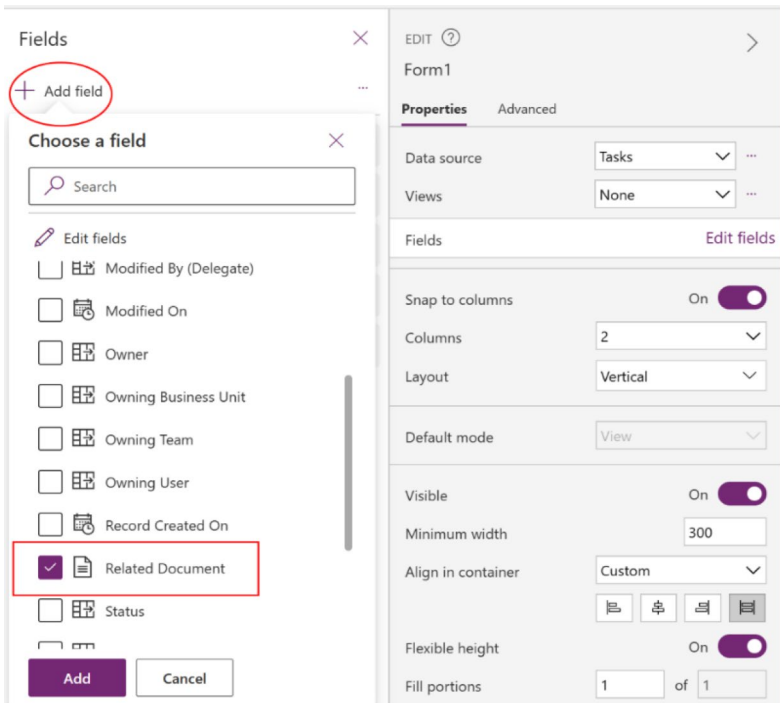 Fields
+ Add field
...
Choose a field
Search
Edit fields
Modified By (Delegate)
Modified On
Owner
Owning Business Unit
Owning Team
Owning User
Record Created On
Related Document
Status
Add
Cancel
EDIT ?
Form1
Properties Advanced
Data source Tasks ...
Views None ...
Fields Edit fields
Snap to columns On
Columns 2
Layout Vertical
Default mode View
Visible On
Minimum width 300
Align in container Custom
Flexible height On
Fill portions 1 of 1